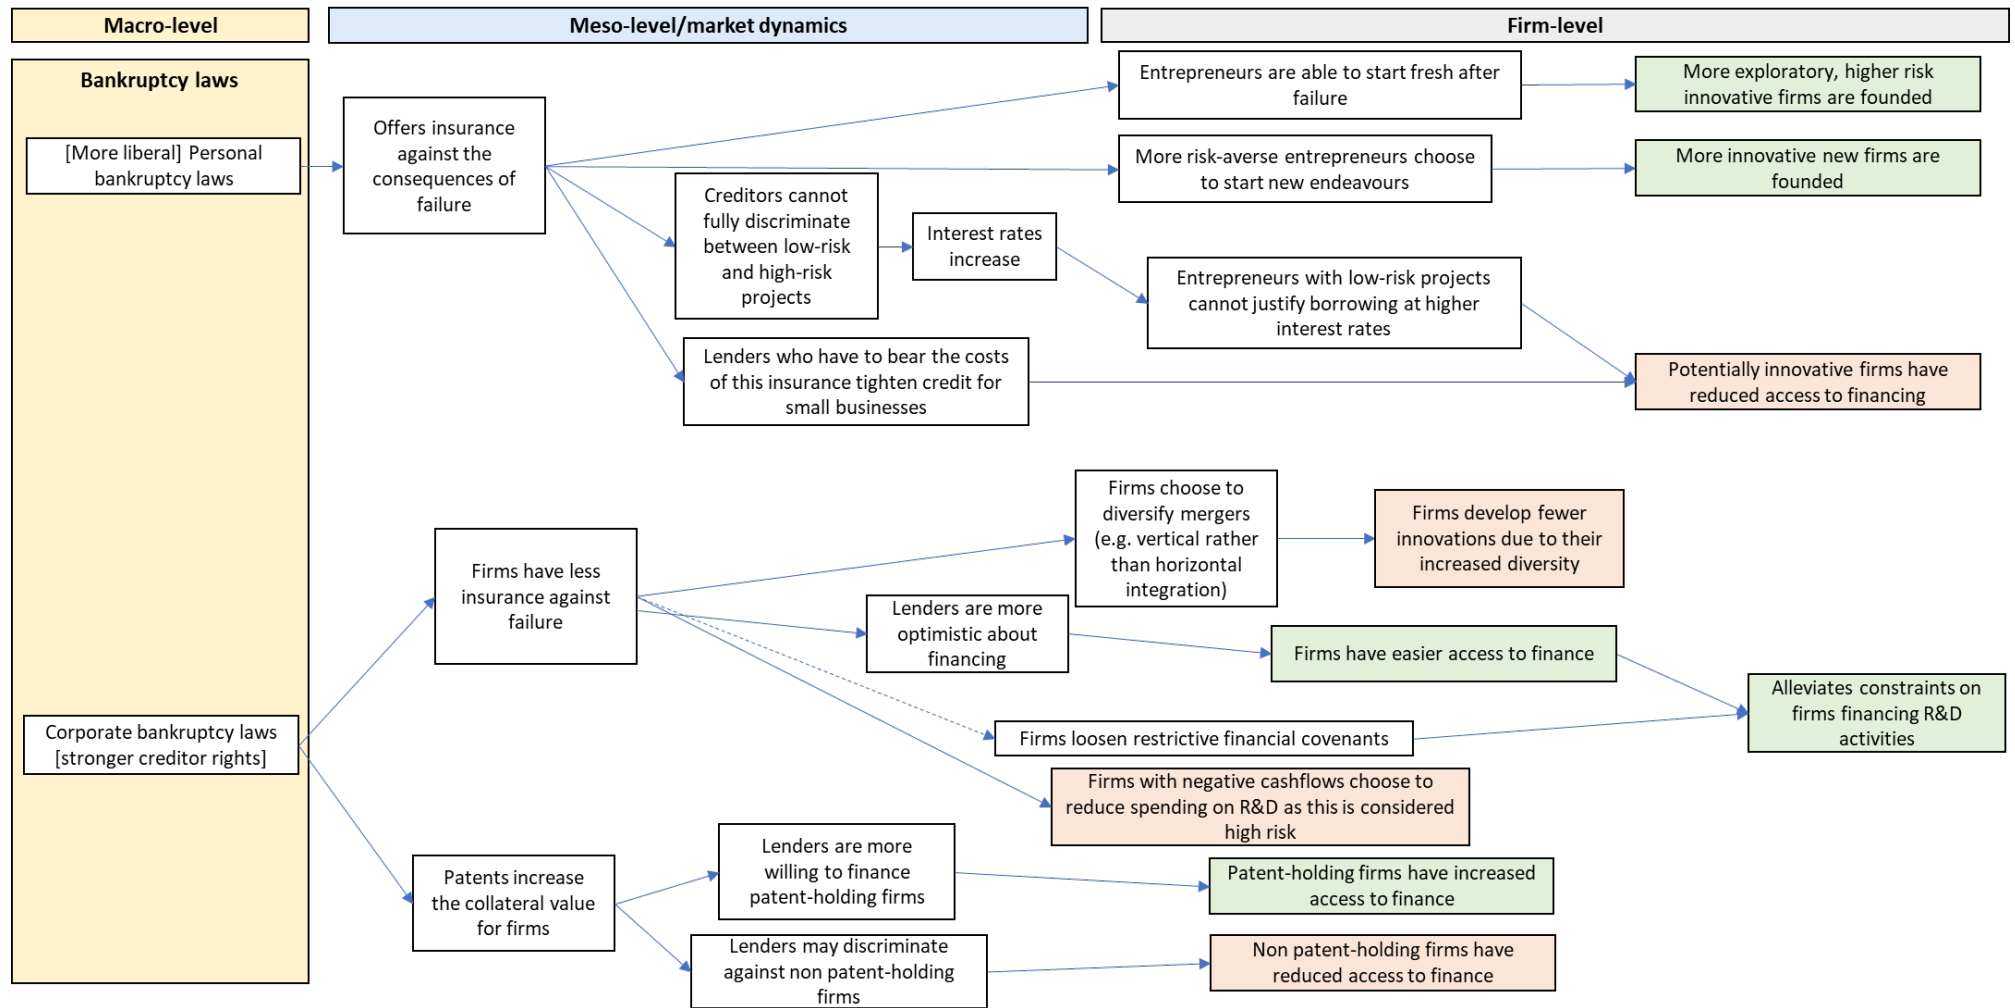 Macro-level
Meso-level/market dynamics
Firm-level
Bankruptcy laws
[More liberal] Personal
bankruptcy laws
Offers insurance
against the
consequences of
failure
Entrepreneurs are able to start fresh after
failure
More exploratory, higher risk
innovative firms are founded
More risk-averse entrepreneurs choose
to start new endeavours
More innovative new firms are
founded
Creditors cannot
fully discriminate
between low-risk
and high-risk
projects
Interest rates
increase
Entrepreneurs with low-risk projects
cannot justify borrowing at higher
interest rates
Lenders who have to bear the costs
of this insurance tighten credit for
small businesses
Potentially innovative firms have
reduced access to financing
Corporate bankruptcy laws
[stronger creditor rights]
Firms have less
insurance against
failure
Firms choose to
diversify mergers
(e.g. vertical rather
than horizontal
integration)
Firms develop fewer
innovations due to their
increased diversity
Lenders are more
optimistic about
financing
Firms have easier access to finance
Alleviates constraints on
firms financing R&D
activities
Firms loosen restrictive financial covenants
Firms with negative cashflows choose to
reduce spending on R&D as this is considered
high risk
Patents increase
the collateral value
for firms
Lenders are more
willing to finance
patent-holding firms
Patent-holding firms have increased
access to finance
Lenders may discriminate
against non patent-holding
firms
Non patent-holding firms have
reduced access to finance